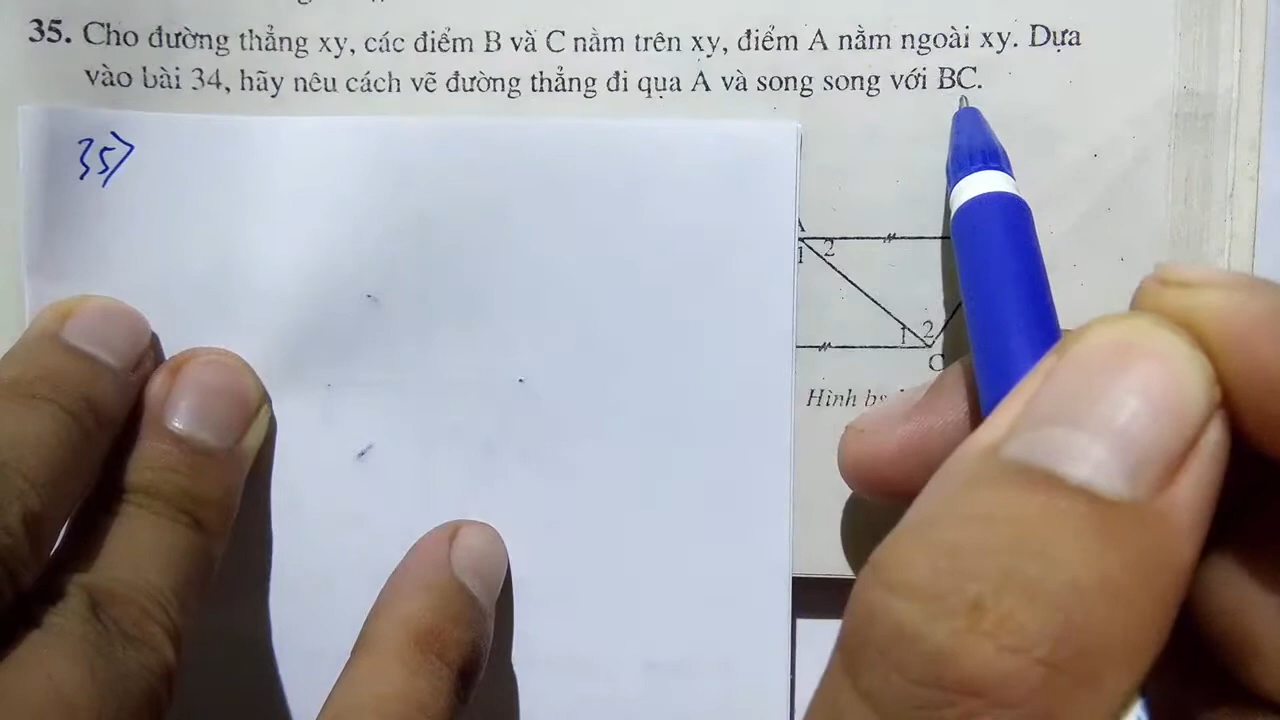 35. Cho đường thẳng xy, các điểm B và C nằm trên xy, điểm A nằm ngoài xy. Dựa
vào bài 34, hãy nêu cách vẽ đường thẳng đi qua A và song song với BC.
35)
A
1 2
1 2
C
Hình